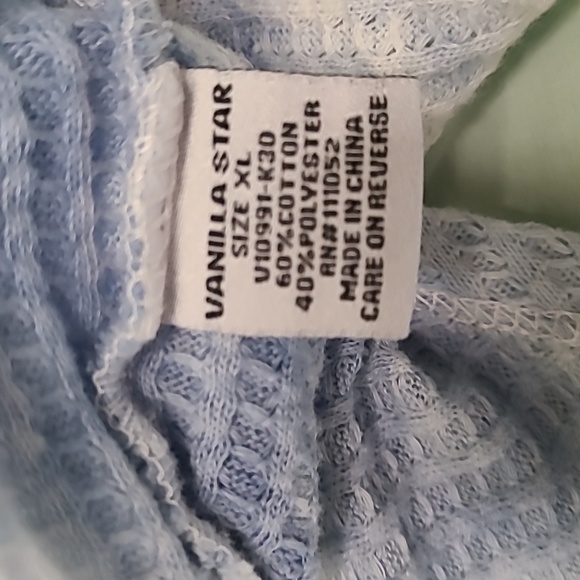 VANILLA STAR
SIZE XL
V10991-K30
60%COTTON
40%POLYESTER
RN#111052
MADE IN CHINA
CARE ON REVERSE